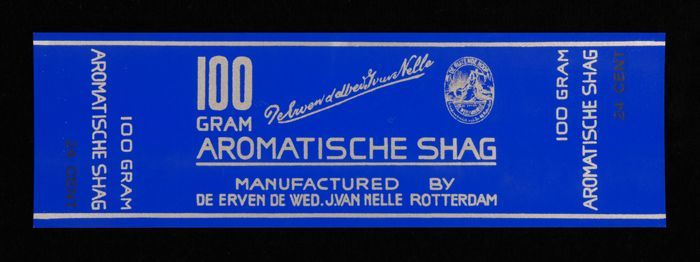 AROMATISCHE SHAG
100 GRAM
24 CENT
100
GRAM
De Erven de Wed. J. van Nelle
AROMATISCHE SHAG
MANUFACTURED BY
DE ERVEN DE WED. J.VAN NELLE ROTTERDAM
100 GRAM
AROMATISCHE SHAG
24 CENT